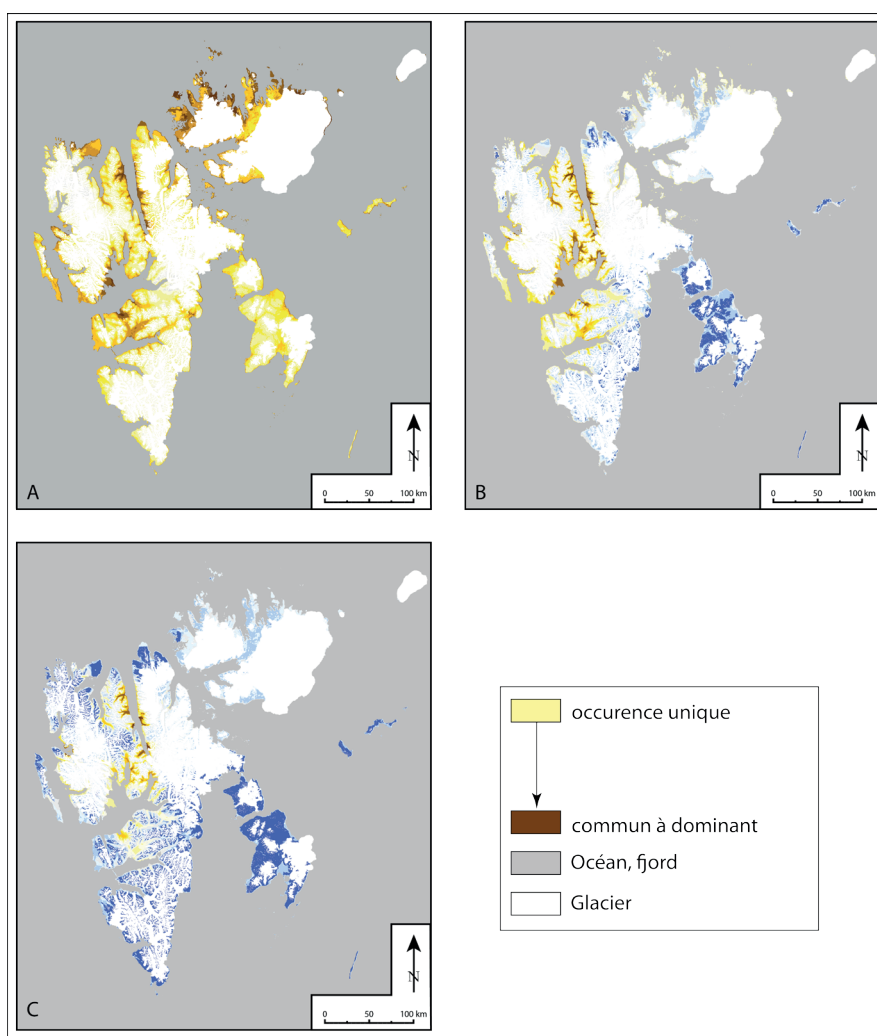 N
A
0 50 100 km
N
B
0 50 100 km
N
C
0 50 100 km
occurence unique
commun à dominant
Océan, fjord
Glacier